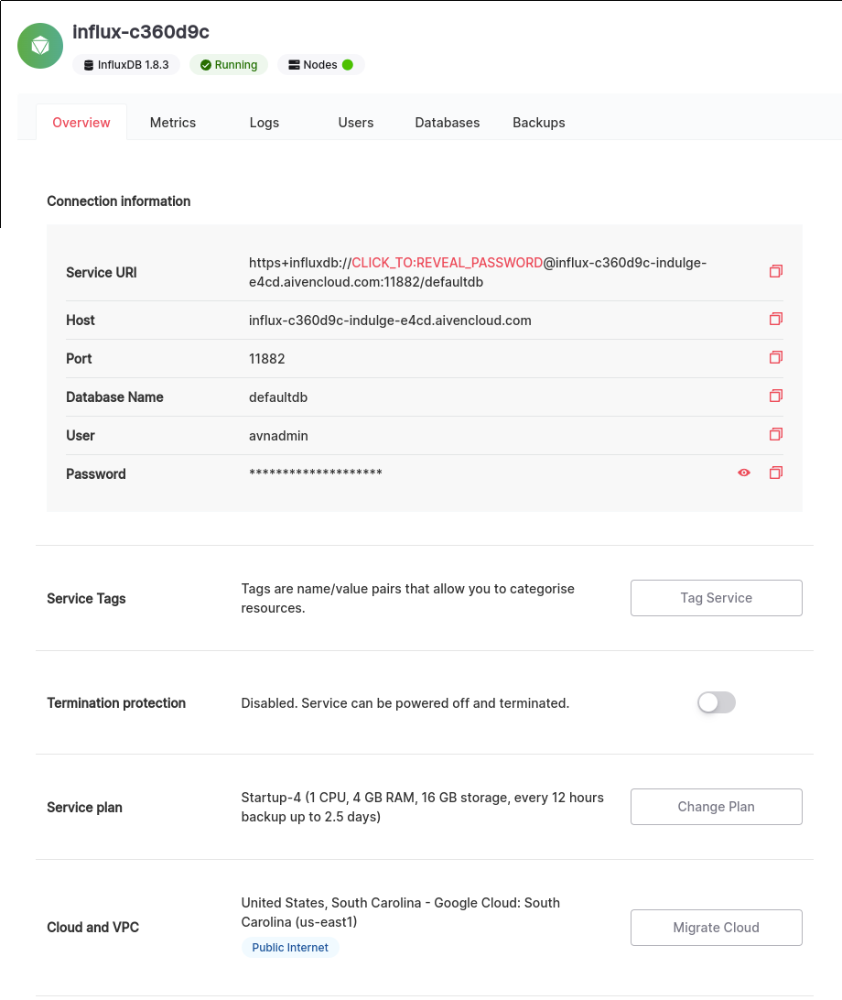 influx-c360d9c
InfluxDB 1.8.3 Running Nodes
Overview Metrics Logs Users Databases Backups
Connection information
Service URI https+influxdb://CLICK_TO:REVEAL_PASSWORD@influx-c360d9c-indulge-
e4cd.aivencloud.com:11882/defaultdb
Host influx-c360d9c-indulge-e4cd.aivencloud.com
Port 11882
Database Name defaultdb
User avnadmin
Password ********************
Service Tags Tags are name/value pairs that allow you to categorise
resources.
Tag Service
Termination protection Disabled. Service can be powered off and terminated.
Service plan Startup-4 (1 CPU, 4 GB RAM, 16 GB storage, every 12 hours
backup up to 2.5 days)
Change Plan
Cloud and VPC United States, South Carolina - Google Cloud: South
Carolina (us-east1)
Public Internet
Migrate Cloud